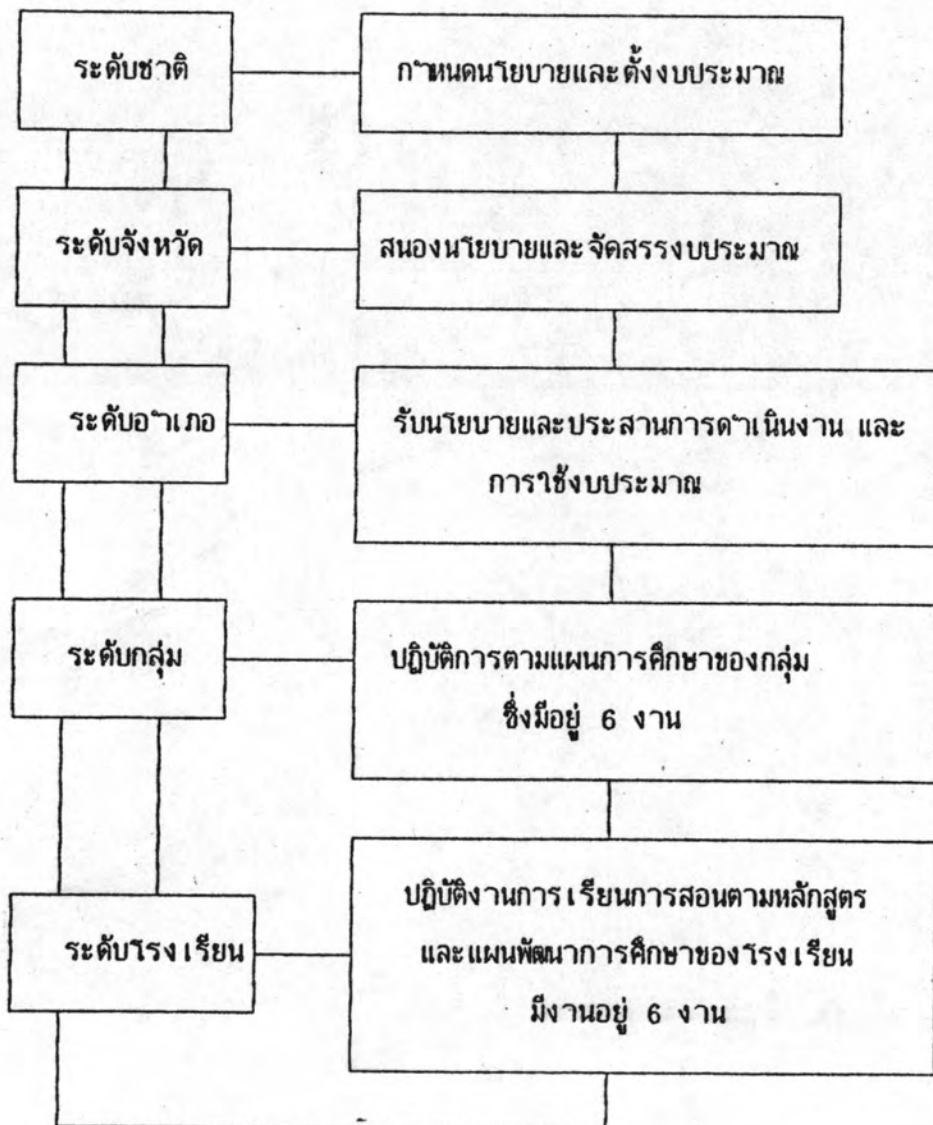 ระดับชาติ
กำหนดนโยบายและตั้งงบประมาณ
ระดับจังหวัด
สนองนโยบายและจัดสรรงบประมาณ
ระดับอำเภอ
รับนโยบายและประสานการดำเนินงาน และ
การใช้งบประมาณ
ระดับกลุ่ม
ปฏิบัติการตามแผนการศึกษาของกลุ่ม
ซึ่งมีอยู่ 6 งาน
ระดับโรงเรียน
ปฏิบัติงานการเรียนการสอนตามหลักสูตร
และแผนพัฒนาการศึกษาของโรงเรียน
มีงานอยู่ 6 งาน